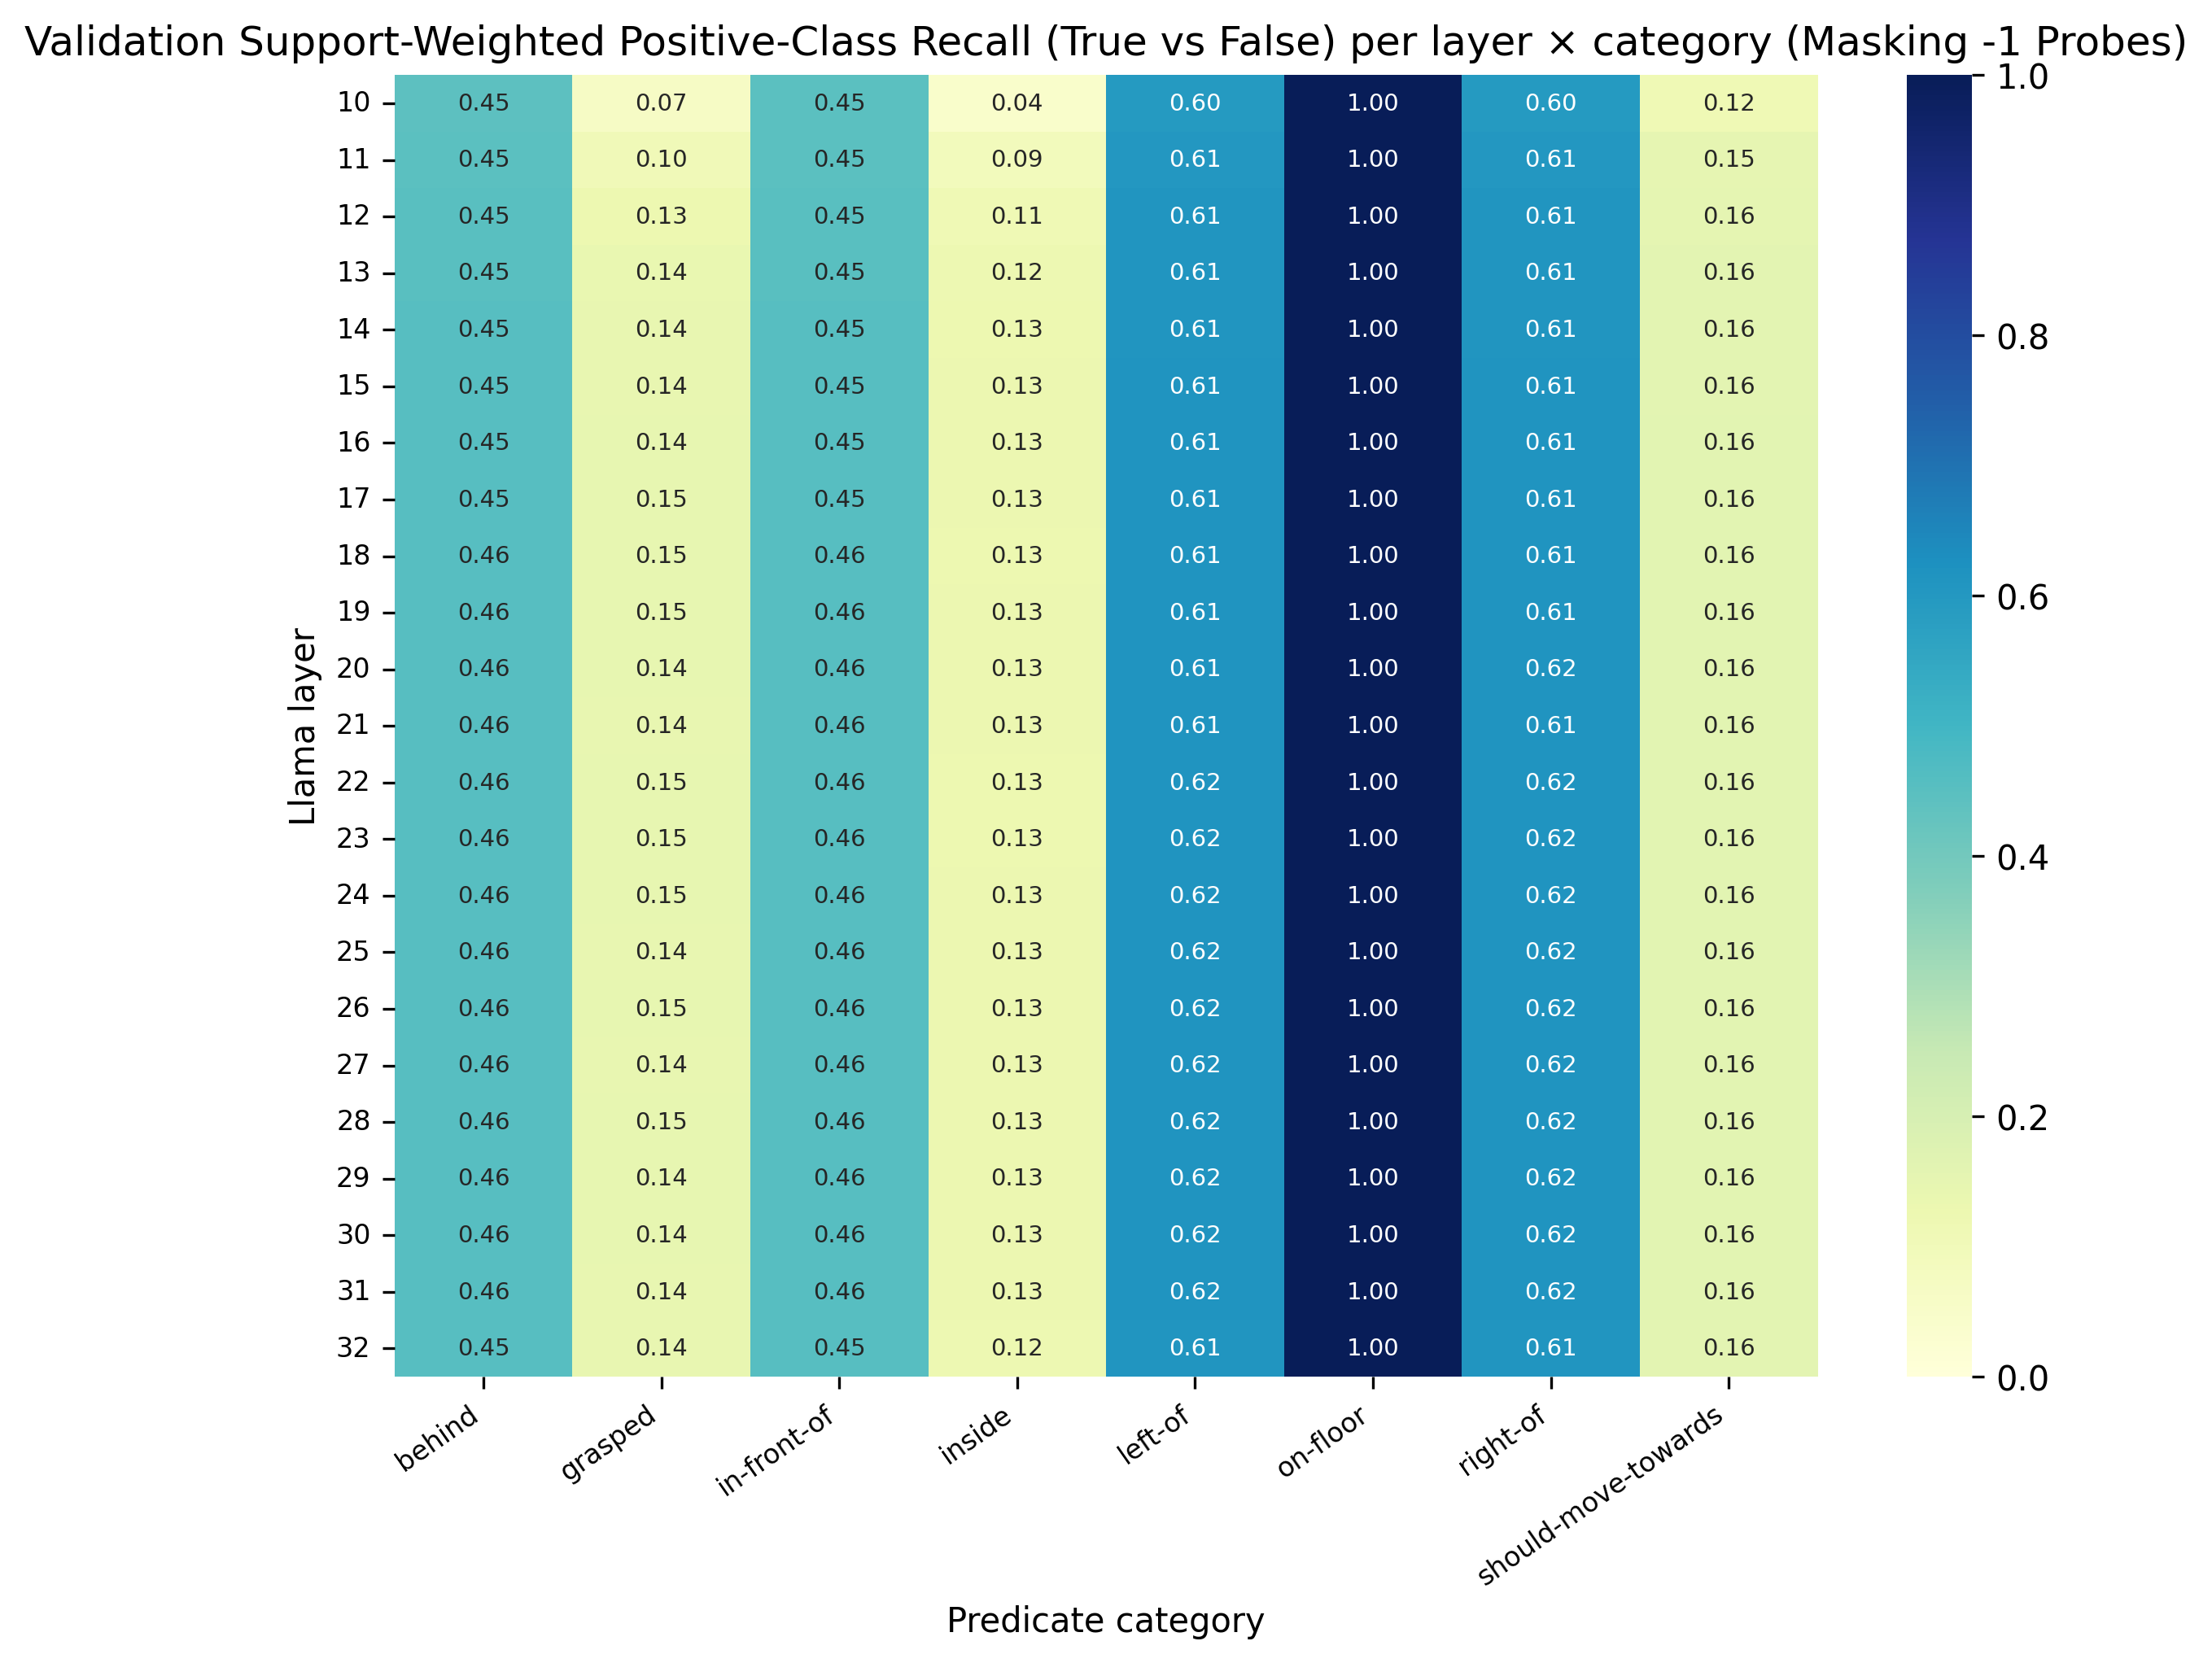 Validation Support-Weighted Positive-Class Recall (True vs False) per layer × category (Masking -1 Probes)
10 0.45 0.07 0.45 0.04 0.60 1.00 0.60 0.12
11 0.45 0.10 0.45 0.09 0.61 1.00 0.61 0.15
12 0.45 0.13 0.45 0.11 0.61 1.00 0.61 0.16
13 0.45 0.14 0.45 0.12 0.61 1.00 0.61 0.16
14 0.45 0.14 0.45 0.13 0.61 1.00 0.61 0.16
15 0.45 0.14 0.45 0.13 0.61 1.00 0.61 0.16
16 0.45 0.14 0.45 0.13 0.61 1.00 0.61 0.16
17 0.45 0.15 0.45 0.13 0.61 1.00 0.61 0.16
18 0.46 0.15 0.46 0.13 0.61 1.00 0.61 0.16
19 0.46 0.15 0.46 0.13 0.61 1.00 0.61 0.16
20 0.46 0.14 0.46 0.13 0.61 1.00 0.62 0.16
21 0.46 0.14 0.46 0.13 0.61 1.00 0.61 0.16
22 0.46 0.15 0.46 0.13 0.62 1.00 0.62 0.16
23 0.46 0.15 0.46 0.13 0.62 1.00 0.62 0.16
24 0.46 0.15 0.46 0.13 0.62 1.00 0.62 0.16
25 0.46 0.14 0.46 0.13 0.62 1.00 0.62 0.16
26 0.46 0.15 0.46 0.13 0.62 1.00 0.62 0.16
27 0.46 0.14 0.46 0.13 0.62 1.00 0.62 0.16
28 0.46 0.15 0.46 0.13 0.62 1.00 0.62 0.16
29 0.46 0.14 0.46 0.13 0.62 1.00 0.62 0.16
30 0.46 0.14 0.46 0.13 0.62 1.00 0.62 0.16
31 0.46 0.14 0.46 0.13 0.62 1.00 0.62 0.16
32 0.45 0.14 0.45 0.12 0.61 1.00 0.61 0.16
Llama layer
behind
grasped
in-front-of
inside
left-of
on-floor
right-of
should-move-towards
Predicate category
1.0
0.8
0.6
0.4
0.2
0.0